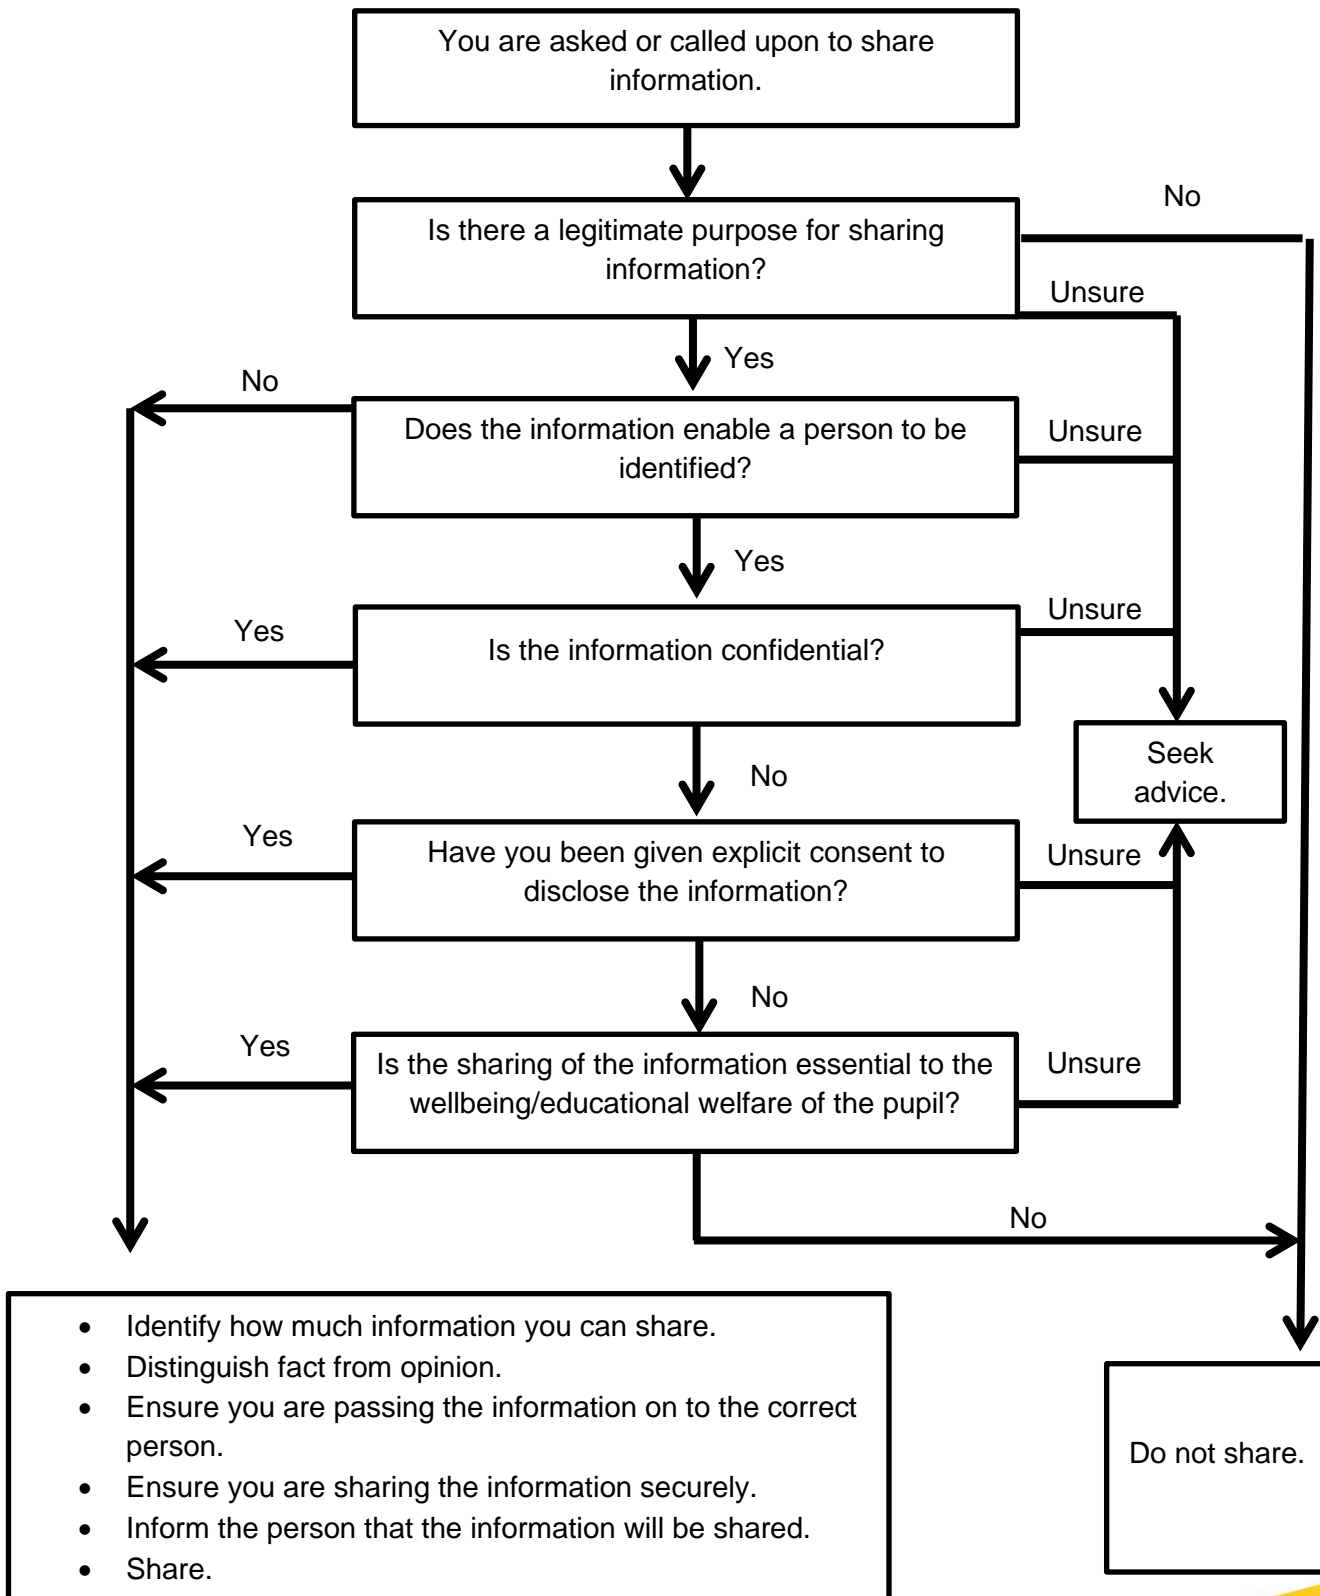 You are asked or called upon to share
information.
No
Is there a legitimate purpose for sharing
information?
Unsure
Yes
No
Does the information enable a person to be
identified?
Unsure
Yes
Unsure
Yes
Is the information confidential?
Seek
advice.
No
Yes
Have you been given explicit consent to
disclose the information?
Unsure
No
Yes
Is the sharing of the information essential to the
wellbeing/educational welfare of the pupil?
Unsure
No
• Identify how much information you can share.
• Distinguish fact from opinion.
• Ensure you are passing the information on to the correct
person.
• Ensure you are sharing the information securely.
• Inform the person that the information will be shared.
• Share.
Do not share.